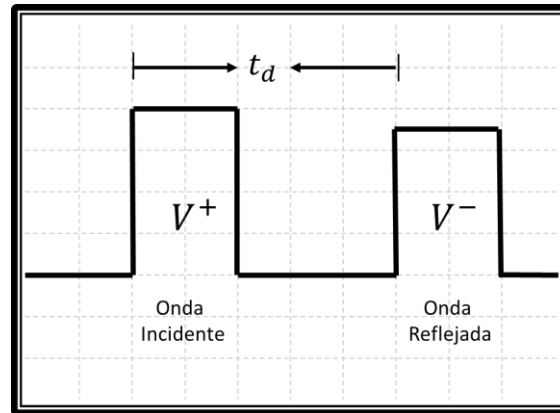 t_d
V⁺
V⁻
Onda
Incidente
Onda
Reflejada